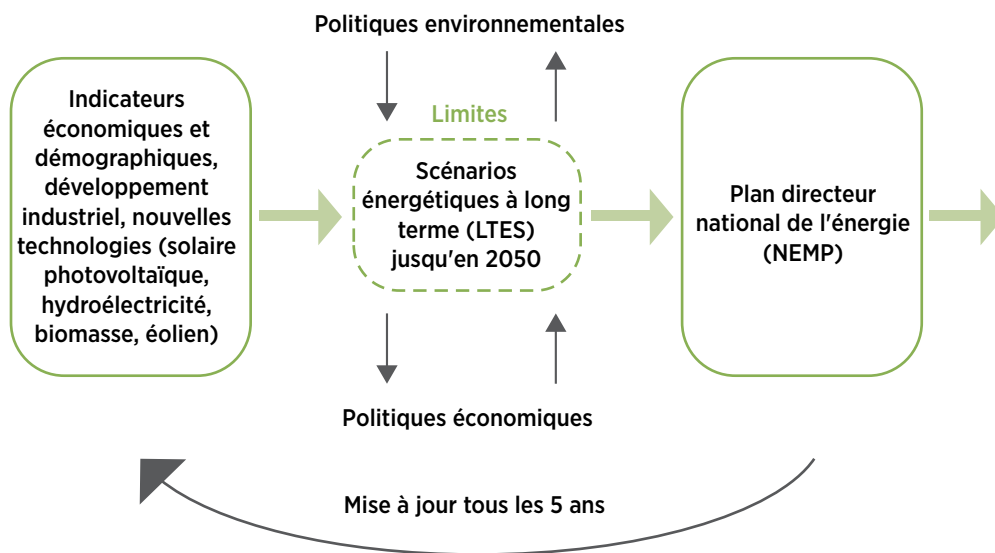 Politiques environnementales
Indicateurs
économiques et
démographiques,
développement
industriel, nouvelles
technologies (solaire
photovoltaïque,
hydroélectricité,
biomasse, éolien)
Limites
Scénarios
énergétiques à long
terme (LTES)
jusqu'en 2050
Plan directeur
national de l'énergie
(NEMP)
Politiques économiques
Mise à jour tous les 5 ans